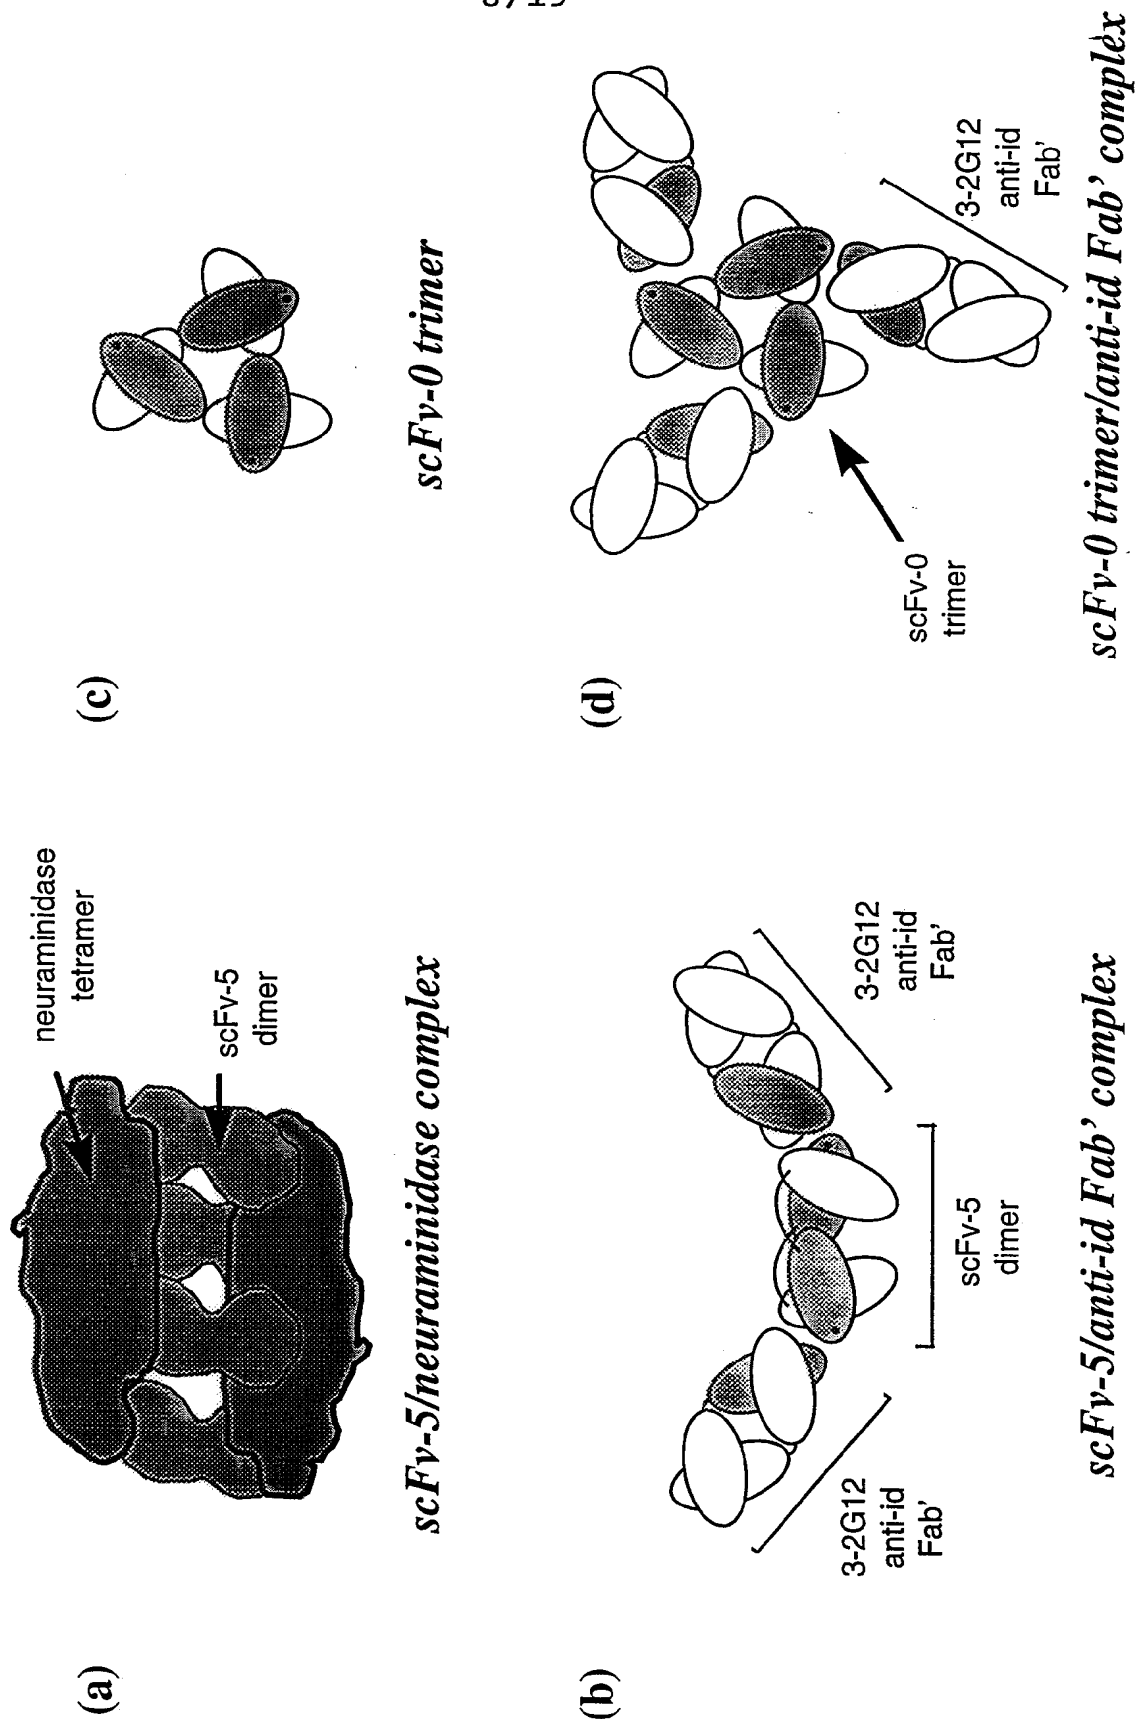 (a)
neuraminidase
tetramer
scFv-5
dimer
scFv-5/neuraminidase complex
(b)
3-2G12
anti-id
Fab'
scFv-5
dimer
3-2G12
anti-id
Fab'
scFv-5/anti-id Fab' complex
(c)
scFv-0 trimer
(d)
scFv-0
trimer
3-2G12
anti-id
Fab'
scFv-0 trimer/anti-id Fab' complex